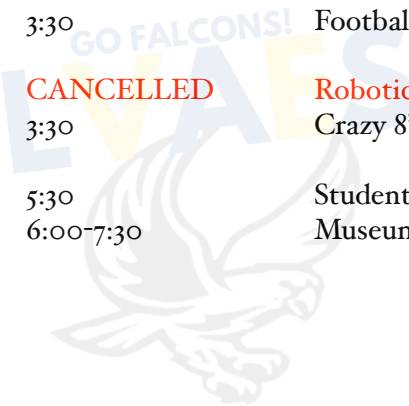 GO FALCONS!
LVAES
3:30 Footbal
CANCELLED Robotic
3:30 Crazy 8
5:30 Student
6:00-7:30 Museum